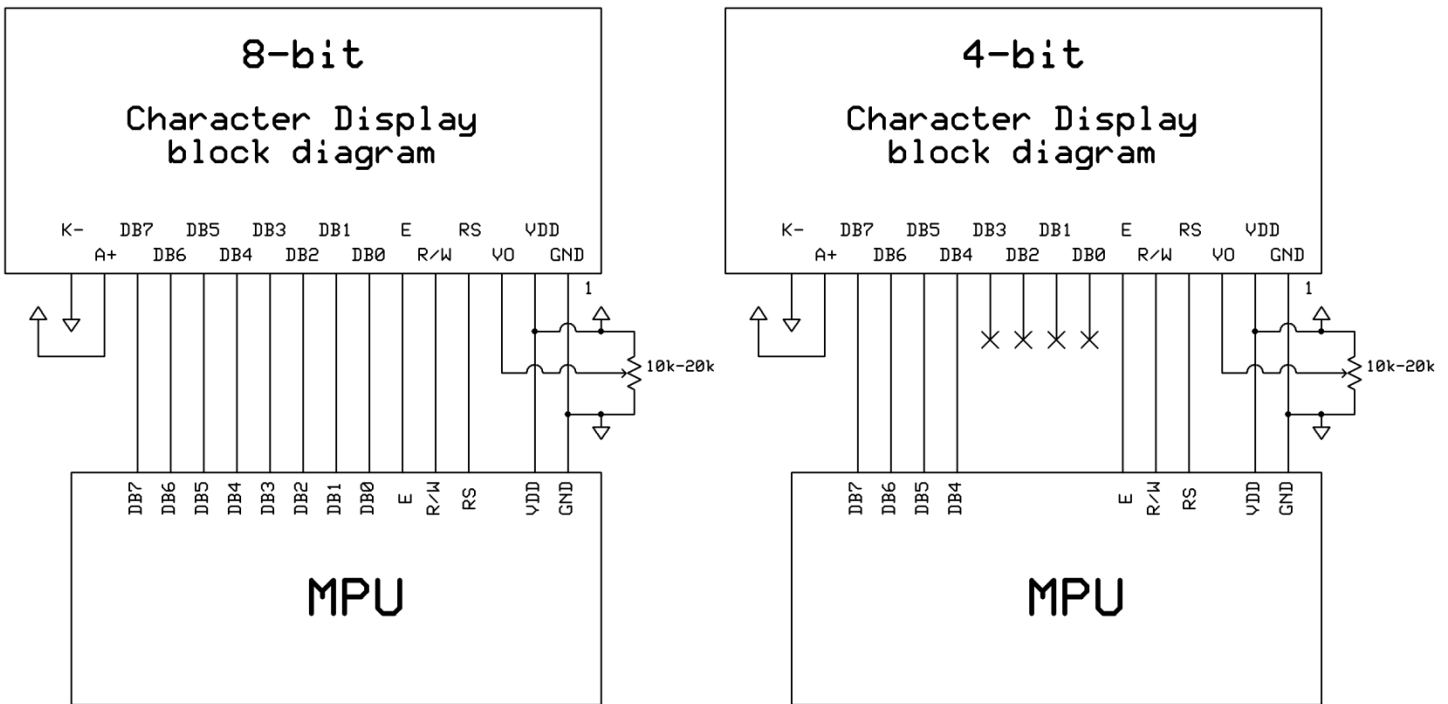 8-bit
Character Display
block diagram
K- DB7 DB5 DB3 DB1 E RS VDD
A+ DB6 DB4 DB2 DB0 R/W VO GND
1
10k-20k
DB7 DB6 DB5 DB4 DB3 DB2 DB1 DB0 E R/W RS VDD GND
MPU
4-bit
Character Display
block diagram
K- DB7 DB5 DB3 DB1 E RS VDD
A+ DB6 DB4 DB2 DB0 R/W VO GND
1
10k-20k
DB7 DB6 DB5 DB4 E R/W RS VDD GND
MPU